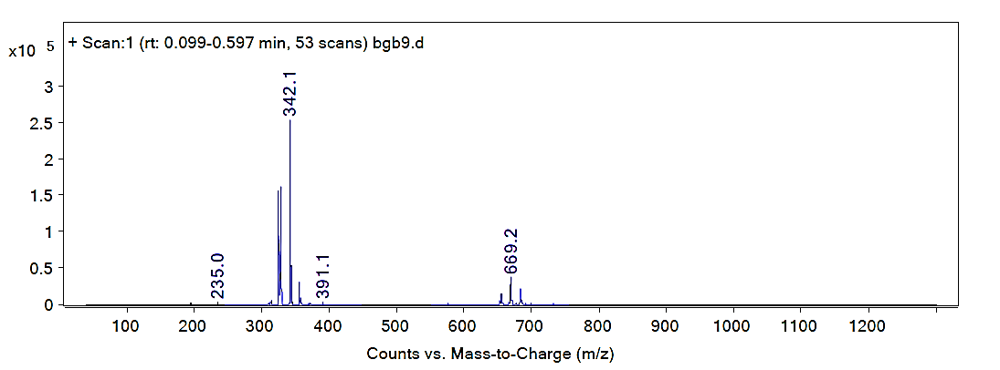 x10 5
+ Scan:1 (rt: 0.099-0.597 min, 53 scans) bgb9.d
3
2.5
2
1.5
1
0.5
0
342.1
235.0
391.1
669.2
100 200 300 400 500 600 700 800 900 1000 1100 1200
Counts vs. Mass-to-Charge (m/z)